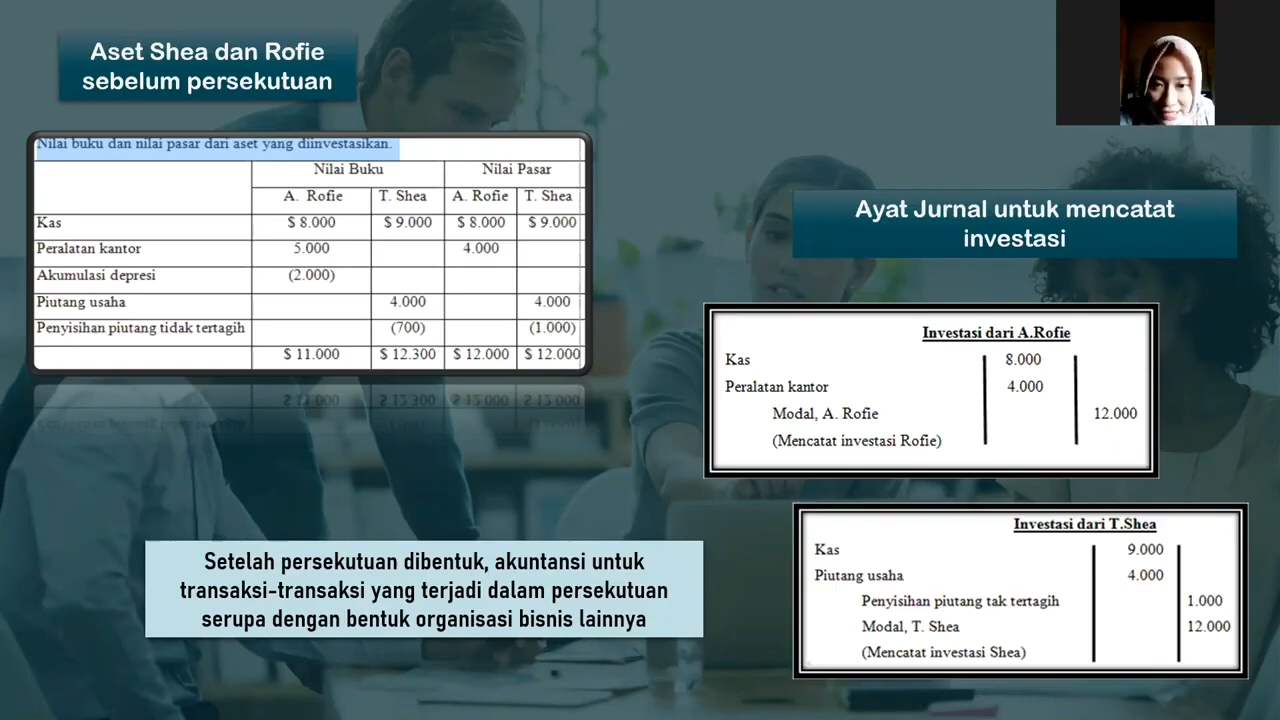 Aset Shea dan Rofie
sebelum persekutuan
Nilai buku dan nilai pasar dari aset yang diinvestasikan.
Nilai Buku Nilai Pasar
A. Rofie T. Shea A. Rofie T. Shea
Kas $ 8.000 $ 9.000 $ 8.000 $ 9.000
Peralatan kantor 5.000 4.000
Akumulasi depresi (2.000)
Piutang usaha 4.000 4.000
Penyisihan piutang tidak tertagih (700) (1.000)
$ 11.000 $ 12.300 $ 12.000 $ 12.000
Setelah persekutuan dibentuk, akuntansi untuk
transaksi-transaksi yang terjadi dalam persekutuan
serupa dengan bentuk organisasi bisnis lainnya
Ayat Jurnal untuk mencatat
investasi
Investasi dari A.Rofie
Kas 8.000
Peralatan kantor 4.000
Modal, A. Rofie 12.000
(Mencatat investasi Rofie)
Investasi dari T.Shea
Kas 9.000
Piutang usaha 4.000
Penyisihan piutang tak tertagih 1.000
Modal, T. Shea 12.000
(Mencatat investasi Shea)